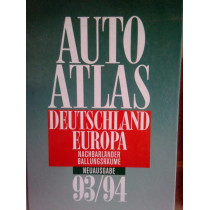 AUTO
ATLAS
DEUTSCHLAND
EUROPA
NACHBARLÄNDER
BALLUNGSRÄUME
NEUAUSGABE
93/94